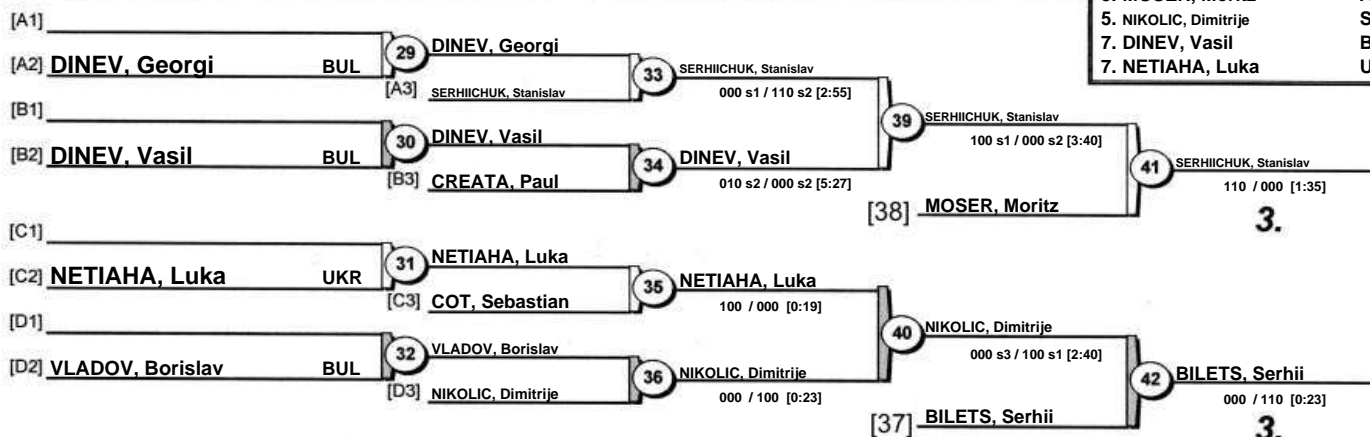 5. NIKOLIC, Dimitrije S
7. DINEV, Vasil B
7. NETIAHA, Luka U
[A1]
[A2] DINEV, Georgi BUL
29
DINEV, Georgi
[A3] SERHIICHUK, Stanislav
33
SERHIICHUK, Stanislav
000 s1 / 110 s2 [2:55]
[B1]
[B2] DINEV, Vasil BUL
30
DINEV, Vasil
[B3] CREATA, Paul
34
DINEV, Vasil
010 s2 / 000 s2 [5:27]
39
SERHIICHUK, Stanislav
100 s1 / 000 s2 [3:40]
[38] MOSER, Moritz
41
SERHIICHUK, Stanislav
110 / 000 [1:35]
3.
[C1]
[C2] NETIAHA, Luka UKR
31
NETIAHA, Luka
[C3] COT, Sebastian
35
NETIAHA, Luka
100 / 000 [0:19]
[D1]
[D2] VLADOV, Borislav BUL
32
VLADOV, Borislav
[D3] NIKOLIC, Dimitrije
36
NIKOLIC, Dimitrije
000 / 100 [0:23]
40
NIKOLIC, Dimitrije
000 s3 / 100 s1 [2:40]
[37] BILETS, Serhii
42
BILETS, Serhii
000 / 110 [0:23]
3.